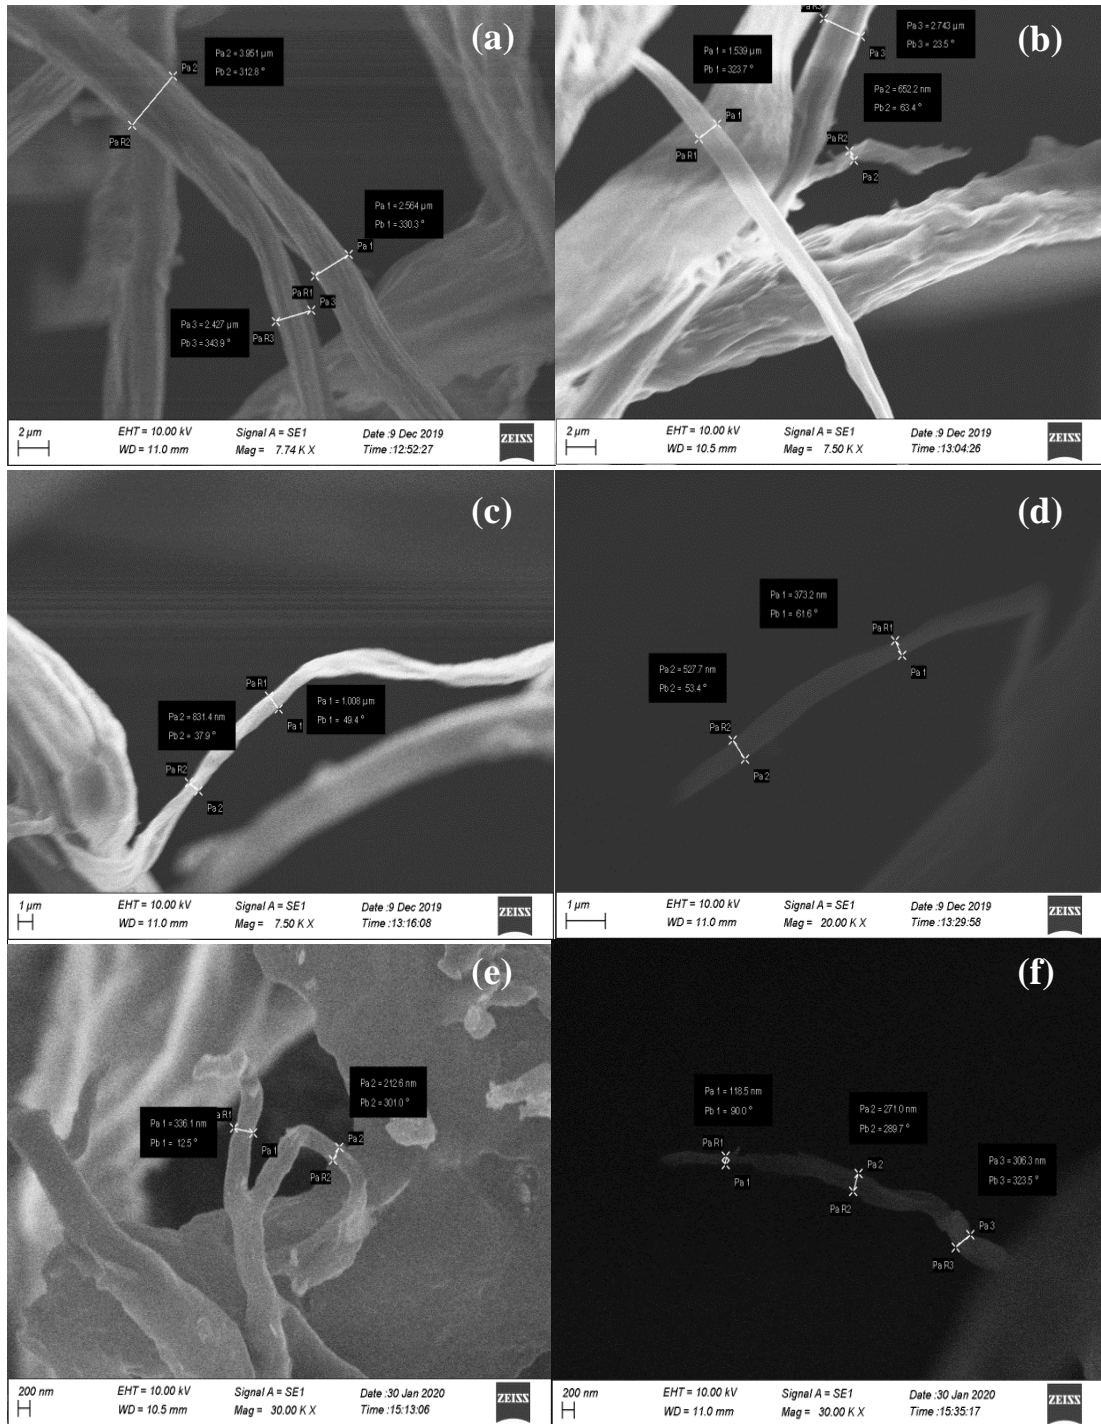 (a)
Pa 2 = 3.951 µm
Pb 2 = 312.8 °
Pa 2
Pa R2
Pa 1 = 2.564 µm
Pb 1 = 330.3 °
Pa 1
Pa R1
Pa 3
Pa 3 = 2.427 µm
Pb 3 = 343.9 °
Pa R3
2 µm
EHT = 10.00 kV
Signal A = SE1
Date :9 Dec 2019
WD = 11.0 mm
Mag = 7.74 K X
Time :12:52:27
ZEISS
(b)
Pa R3
Pa 3 = 2.743 µm
Pb 3 = 23.5 °
Pa 3
Pa 1 = 1.539 µm
Pb 1 = 323.7 °
Pa 2 = 652.2 nm
Pb 2 = 63.4 °
Pa 1
Pa R1
Pa R2
Pa 2
2 µm
EHT = 10.00 kV
Signal A = SE1
Date :9 Dec 2019
WD = 10.5 mm
Mag = 7.50 K X
Time :13:04:26
ZEISS
(c)
Pa R1
Pa 1 = 1.008 µm
Pb 1 = 49.4 °
Pa 1
Pa 2 = 831.4 nm
Pb 2 = 37.9 °
Pa R2
Pa 2
1 µm
EHT = 10.00 kV
Signal A = SE1
Date :9 Dec 2019
WD = 11.0 mm
Mag = 7.50 K X
Time :13:16:08
ZEISS
(d)
Pa 1 = 373.2 nm
Pb 1 = 61.6 °
Pa R1
Pa 1
Pa 2 = 527.7 nm
Pb 2 = 53.4 °
Pa R2
Pa 2
1 µm
EHT = 10.00 kV
Signal A = SE1
Date :9 Dec 2019
WD = 11.0 mm
Mag = 20.00 K X
Time :13:29:58
ZEISS
(e)
Pa 2 = 212.6 nm
Pb 2 = 301.0 °
Pa 1 = 336.1 nm
Pb 1 = 12.5 °
a R1
Pa 1
Pa 2
Pa R2
200 nm
EHT = 10.00 kV
Signal A = SE1
Date :30 Jan 2020
WD = 10.5 mm
Mag = 30.00 K X
Time :15:13:06
ZEISS
(f)
Pa 1 = 118.5 nm
Pb 1 = 90.0 °
Pa 2 = 271.0 nm
Pb 2 = 289.7 °
Pa R1
Pa 1
Pa 2
Pa R2
Pa 3 = 306.3 nm
Pb 3 = 323.5 °
Pa 3
Pa R3
200 nm
EHT = 10.00 kV
Signal A = SE1
Date :30 Jan 2020
WD = 11.0 mm
Mag = 30.00 K X
Time :15:35:17
ZEISS